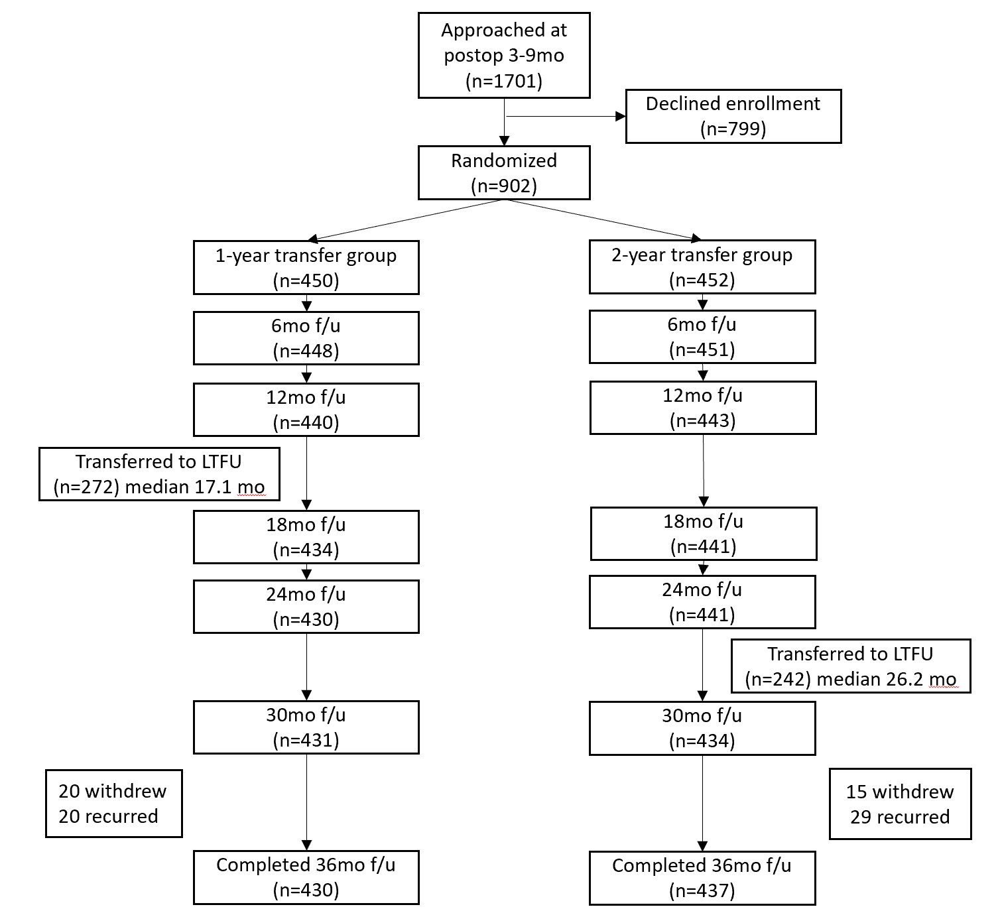 Approached at
postop 3-9mo
(n=1701)
Declined enrollment
(n=799)
Randomized
(n=902)
1-year transfer group
(n=450)
2-year transfer group
(n=452)
6mo f/u
(n=448)
6mo f/u
(n=451)
12mo f/u
(n=440)
12mo f/u
(n=443)
Transferred to LTFU
(n=272) median 17.1 mo
18mo f/u
(n=434)
18mo f/u
(n=441)
24mo f/u
(n=430)
24mo f/u
(n=441)
Transferred to LTFU
(n=242) median 26.2 mo
30mo f/u
(n=431)
30mo f/u
(n=434)
20 withdrew
20 recurred
15 withdrew
29 recurred
Completed 36mo f/u
(n=430)
Completed 36mo f/u
(n=437)